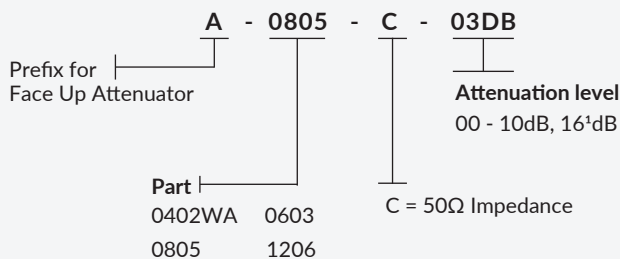 A - 0805 - C - 03DB
Prefix for
Face Up Attenuator
Attenuation level
00 - 10dB, 16¹dB
Part
0402WA 0603
0805 1206
C = 50Ω Impedance